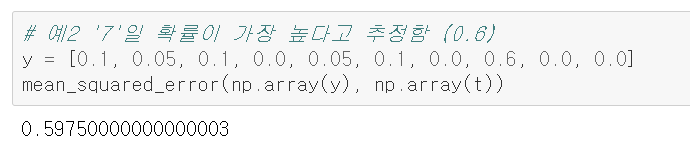 # 예2 '7'일 확률이 가장 높다고 추정함 (0.6)
y = [0.1, 0.05, 0.1, 0.0, 0.05, 0.1, 0.0, 0.6, 0.0, 0.0]
mean_squared_error(np.array(y), np.array(t))
0.59750000000000003